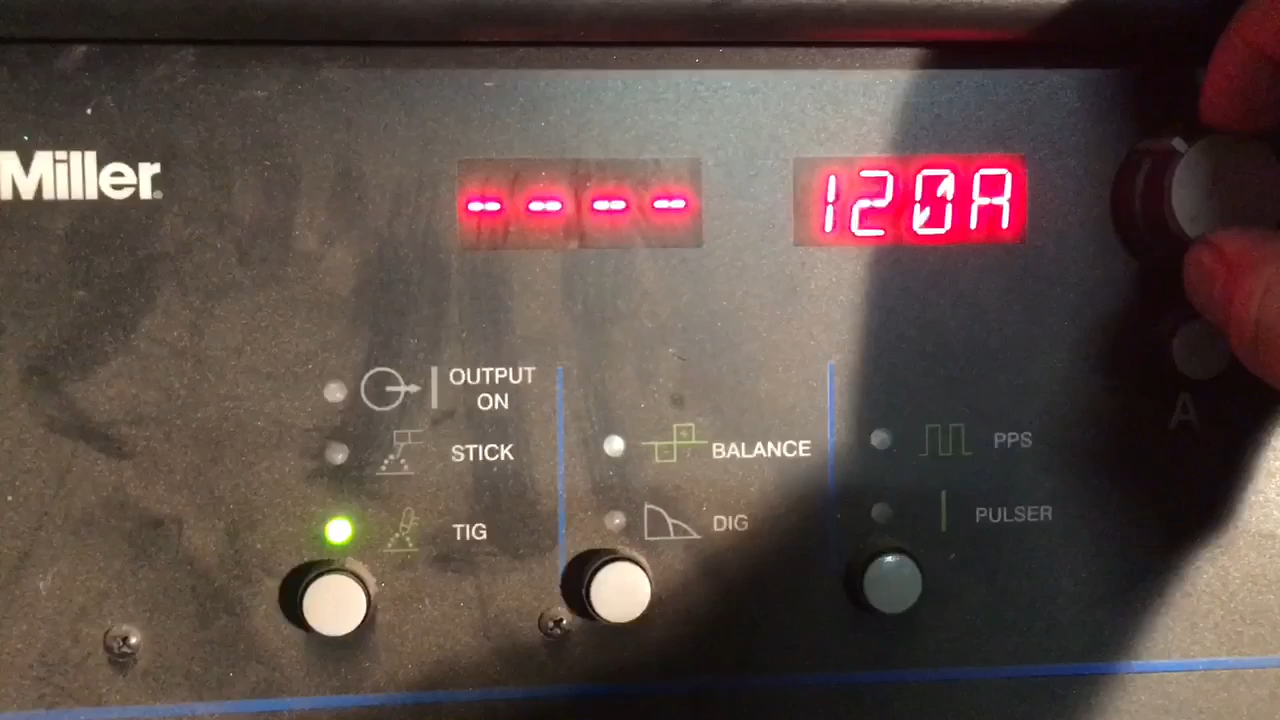 Miller
---- 120A
OUTPUT
ON
STICK
TIG
BALANCE
DIG
PPS
PULSER
A